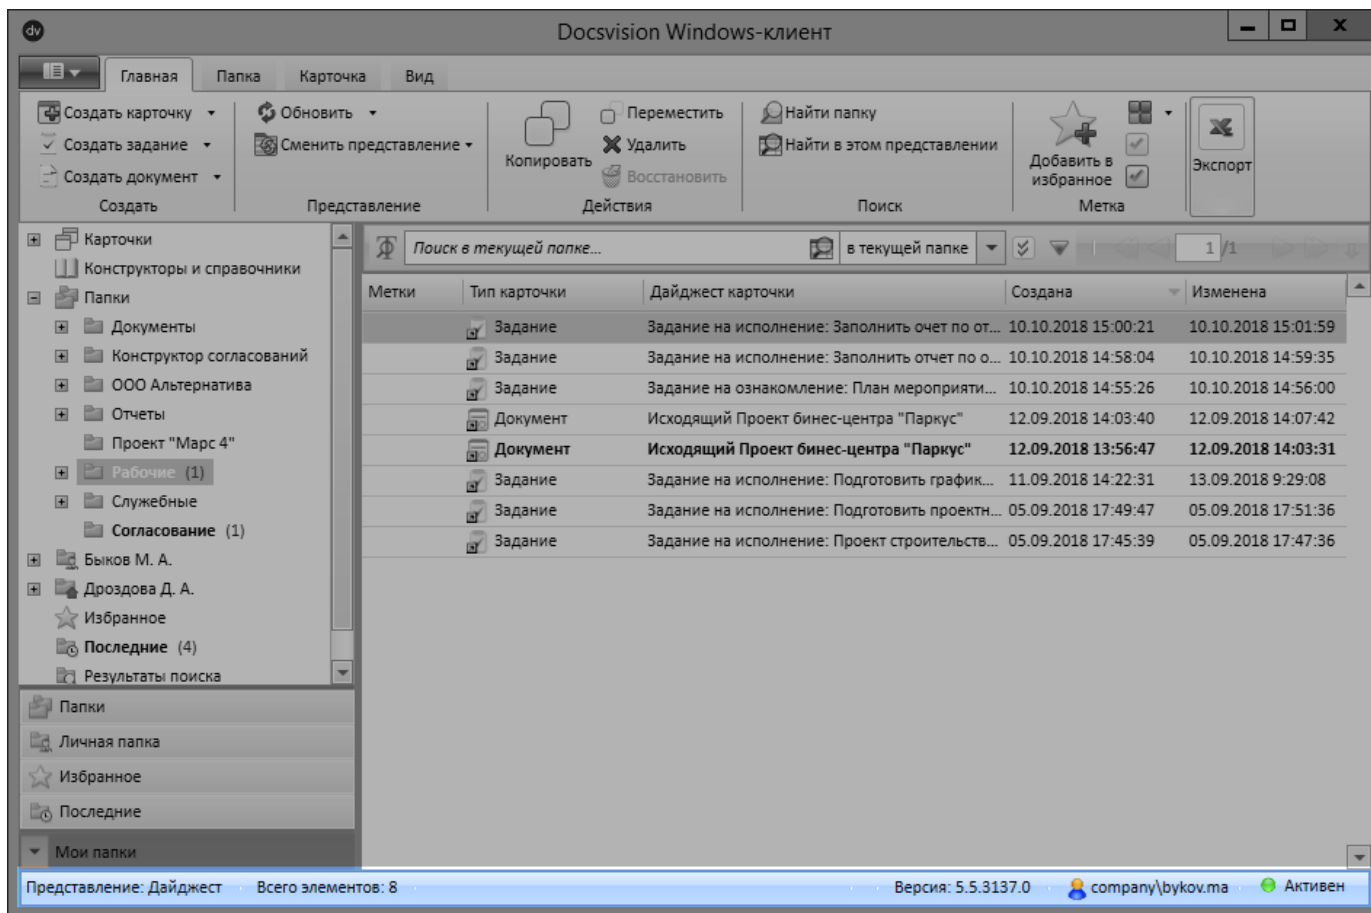 dv Docsvision Windows-клиент
Главная Папка Карточка Вид
Создать карточку Обновить Переместить Найти папку
Создать задание Сменить представление Копировать Удалить Найти в этом представлении Добавить в избранное Экспорт
Создать документ Восстановить
Создать Представление Действия Поиск Метка
Карточки
Конструкторы и справочники
Папки
Документы
Конструктор согласований
ООО Альтернатива
Отчеты
Проект "Марс 4"
Рабочие (1)
Служебные
Согласование (1)
Быков М. А.
Дроздова Д. А.
Избранное
Последние (4)
Результаты поиска
Папки
Личная папка
Избранное
Последние
Мои папки
Поиск в текущей папке... в текущей папке 1 /1
Метки Тип карточки Дайджест карточки Создана Изменена
Задание Задание на исполнение: Заполнить очет по от... 10.10.2018 15:00:21 10.10.2018 15:01:59
Задание Задание на исполнение: Заполнить отчет по о... 10.10.2018 14:58:04 10.10.2018 14:59:35
Задание Задание на ознакомление: План мероприяти... 10.10.2018 14:55:26 10.10.2018 14:56:00
Документ Исходящий Проект бинес-центра "Паркус" 12.09.2018 14:03:40 12.09.2018 14:07:42
Документ Исходящий Проект бинес-центра "Паркус" 12.09.2018 13:56:47 12.09.2018 14:03:31
Задание Задание на исполнение: Подготовить график... 11.09.2018 14:22:31 13.09.2018 9:29:08
Задание Задание на исполнение: Подготовить проектн... 05.09.2018 17:49:47 05.09.2018 17:51:36
Задание Задание на исполнение: Проект строительств... 05.09.2018 17:45:39 05.09.2018 17:47:36
Представление: Дайджест Всего элементов: 8 Версия: 5.5.3137.0 company\bykov.ma Активен